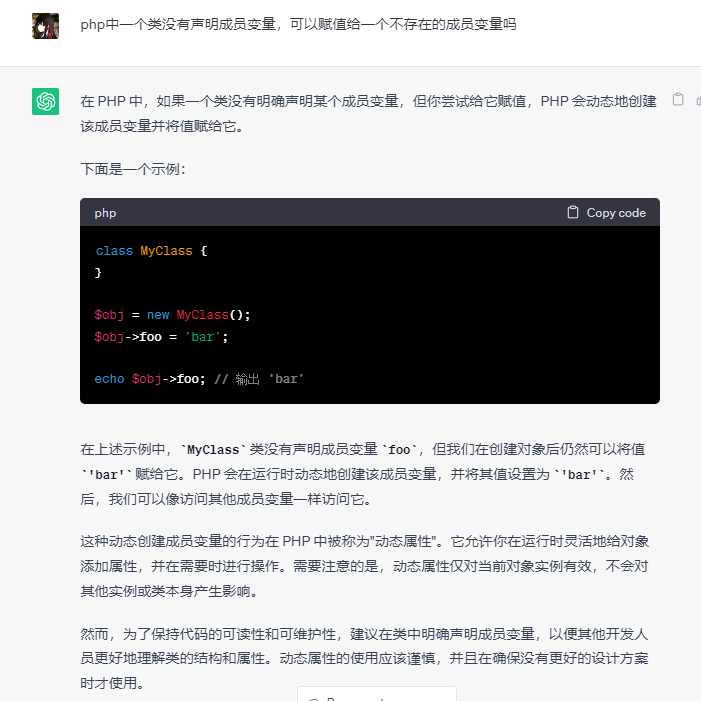 php中一个类没有声明成员变量，可以赋值给一个不存在的成员变量吗
在 PHP 中，如果一个类没有明确声明某个成员变量，但你尝试给它赋值，PHP 会动态地创建
该成员变量并将值赋给它。
下面是一个示例：
php Copy code
class MyClass {
}
$obj = new MyClass();
$obj->foo = 'bar';
echo $obj->foo; // 输出 'bar'
在上述示例中，`MyClass` 类没有声明成员变量 `foo`，但我们在创建对象后仍然可以将值
`'bar'` 赋给它。PHP 会在运行时动态地创建该成员变量，并将其值设置为 `'bar'`。然
后，我们可以像访问其他成员变量一样访问它。
这种动态创建成员变量的行为在 PHP 中被称为"动态属性"。它允许你在运行时灵活地给对象
添加属性，并在需要时进行操作。需要注意的是，动态属性仅对当前对象实例有效，不会对
其他实例或类本身产生影响。
然而，为了保持代码的可读性和可维护性，建议在类中明确声明成员变量，以便其他开发人
员更好地理解类的结构和属性。动态属性的使用应该谨慎，并且在确保没有更好的设计方案
时才使用。